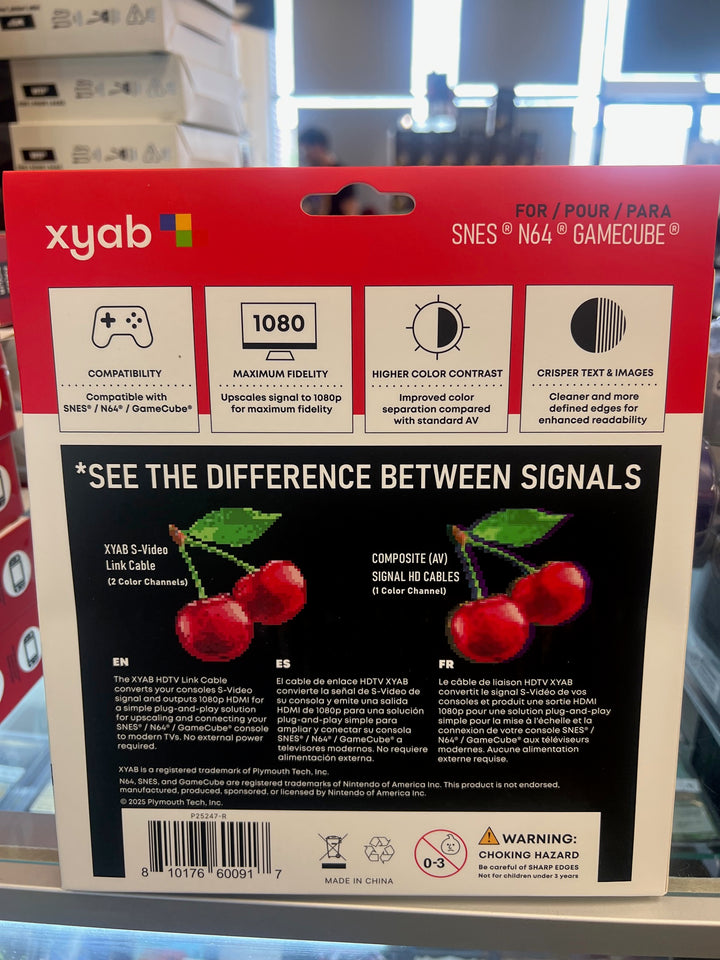 xyab
FOR / POUR / PARA
SNES® N64® GAMECUBE®
COMPATIBILITY
Compatible with
SNES® / N64® / GameCube®
1080
MAXIMUM FIDELITY
Upscales signal to 1080p
for maximum fidelity
HIGHER COLOR CONTRAST
Improved color
separation compared
with standard AV
CRISPER TEXT & IMAGES
Cleaner and more
defined edges for
enhanced readability
*SEE THE DIFFERENCE BETWEEN SIGNALS
XYAB S-Video
Link Cable
(2 Color Channels)
COMPOSITE (AV)
SIGNAL HD CABLES
(1 Color Channel)
EN
The XYAB HDTV Link Cable
converts your consoles S-Video
signal and outputs 1080p HDMI for
a simple plug-and-play solution
for upscaling and connecting your
SNES® / N64® / GameCube® console
to modern TVs. No external power
required.
ES
El cable de enlace HDTV XYAB
convierte la señal de S-Video de
su consola y emite una salida
HDMI de 1080p para una solución
plug-and-play simple para
ampliar y conectar su consola
SNES® / N64® / GameCube® a
televisores modernos. No requiere
alimentación externa.
FR
Le câble de liaison HDTV XYAB
convertit le signal S-Vidéo de vos
consoles et produit une sortie HDMI
1080p pour une solution plug-and-play
simple pour la mise à l'échelle et la
connexion de votre console SNES® /
N64® / GameCube® aux téléviseurs
modernes. Aucune alimentation
externe requise.
XYAB is a registered trademark of Plymouth Tech, Inc.
N64, SNES, and GameCube are registered trademarks of Nintendo of America Inc. This product is not endorsed,
manufactured, produced, sponsored, or licensed by Nintendo of America Inc.
© 2025 Plymouth Tech, Inc.
P25247-R
8 10176 60091 7
MADE IN CHINA
0-3
WARNING:
CHOKING HAZARD
Be careful of SHARP EDGES
Not for children under 3 years